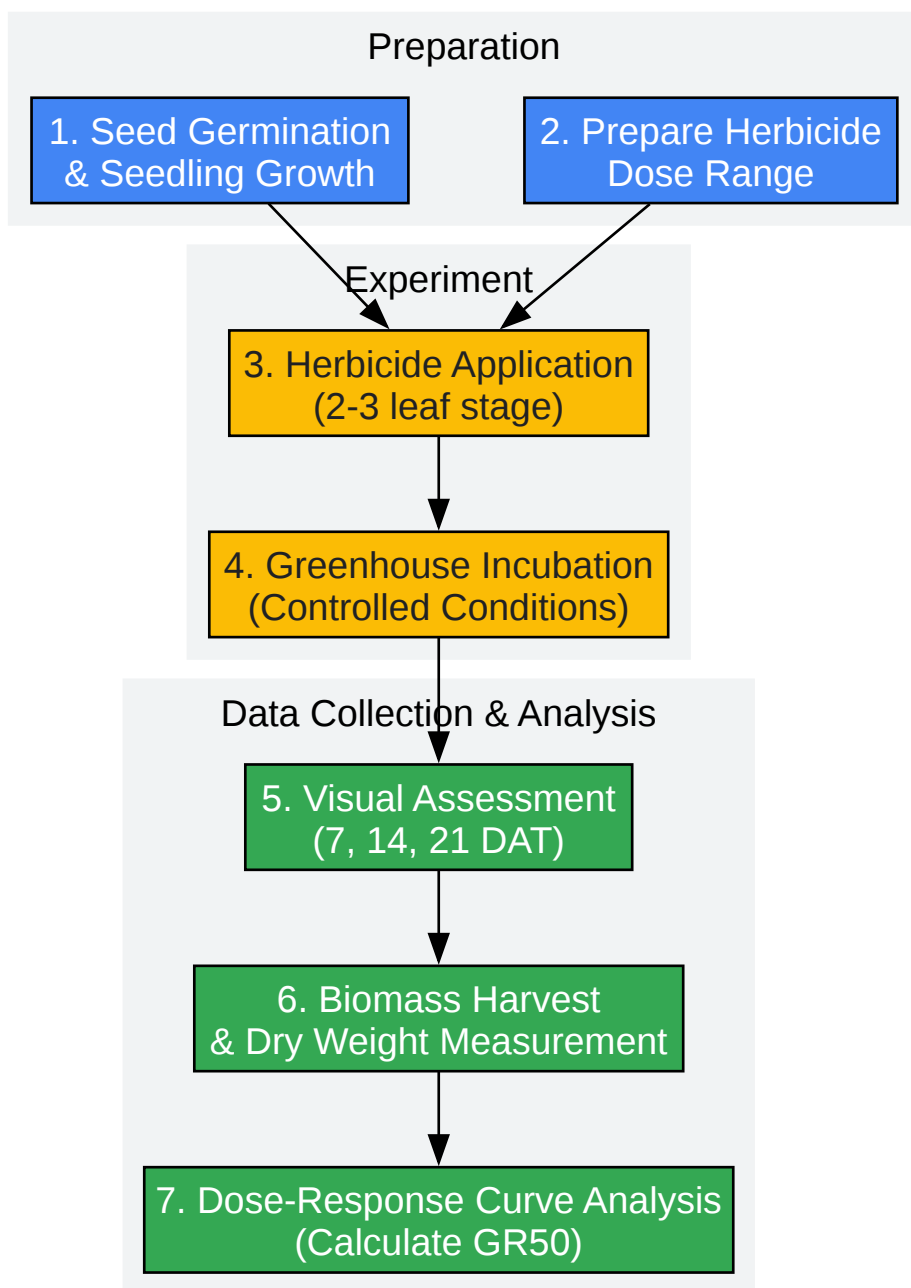 Preparation
1. Seed Germination
& Seedling Growth
2. Prepare Herbicide
Dose Range
Experiment
3. Herbicide Application
(2-3 leaf stage)
4. Greenhouse Incubation
(Controlled Conditions)
Data Collection & Analysis
5. Visual Assessment
(7, 14, 21 DAT)
6. Biomass Harvest
& Dry Weight Measurement
7. Dose-Response Curve Analysis
(Calculate GR50)